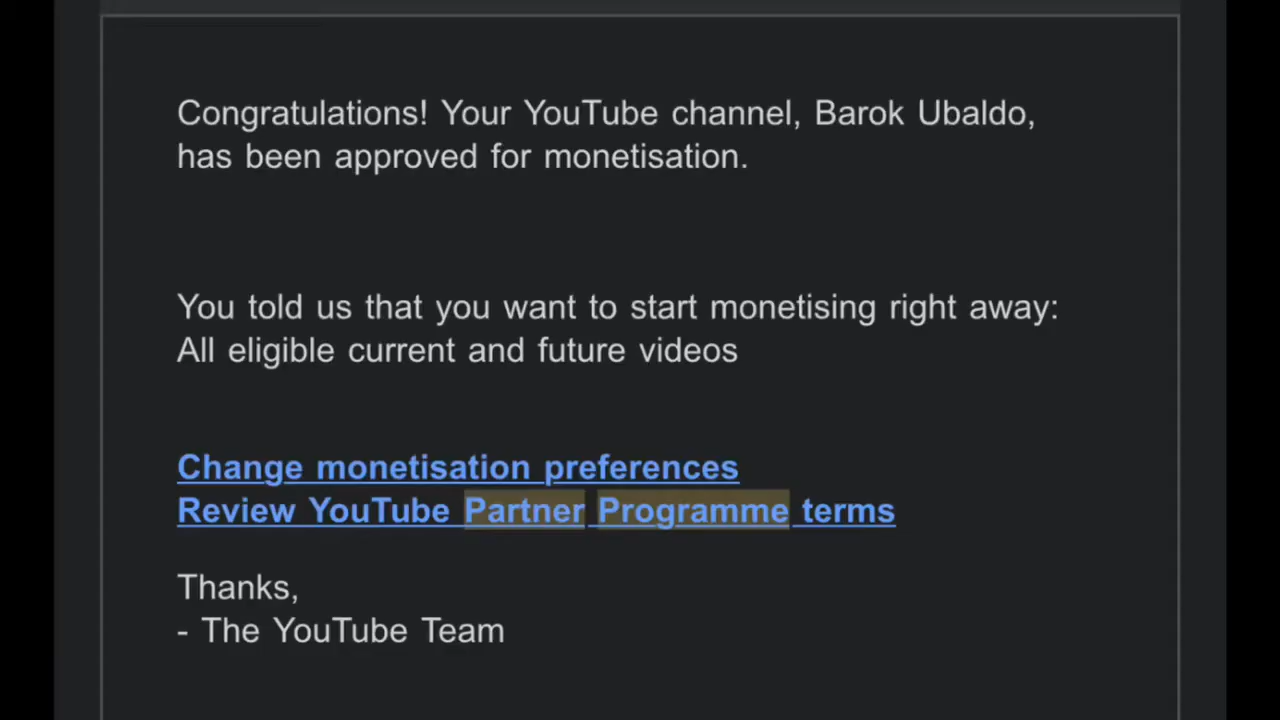 Congratulations! Your YouTube channel, Barok Ubaldo,
has been approved for monetisation.
You told us that you want to start monetising right away:
All eligible current and future videos
Change monetisation preferences
Review YouTube Partner Programme terms
Thanks,
- The YouTube Team